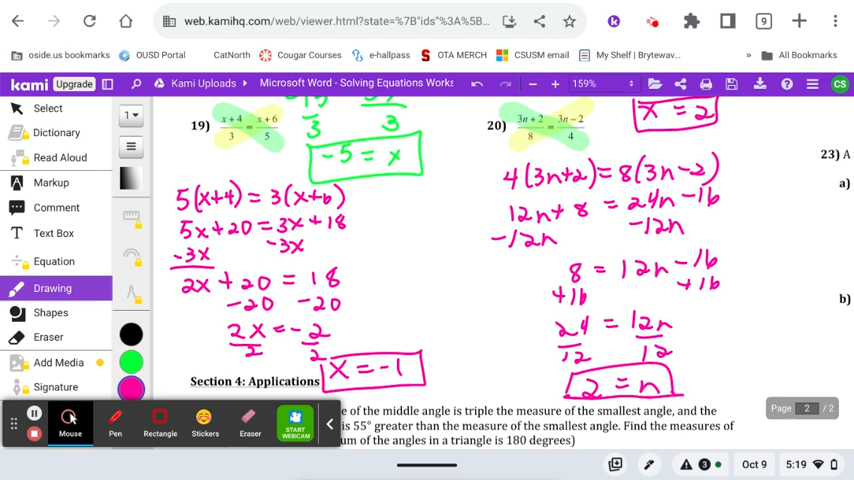 web.kamihq.com/web/viewer.html?state=%7B"ids"%3A%5B...
9
oside.us bookmarks OUSD Portal CatNorth Cougar Courses e-hallpass OTA MERCH CSUSM email My Shelf | Brytewav... » All Bookmarks
kami Upgrade Kami Uploads Microsoft Word - Solving Equations Works 159% CS
Select
Dictionary
Read Aloud
Markup
Comment
Text Box
Equation
Drawing
Shapes
Eraser
Add Media
Signature
1
19) x + 4 / 3 = x + 6 / 5
3 3
-5 = x
5(x+4) = 3(x+6)
5x + 20 = 3x + 18
-3x -3x
2x + 20 = 18
-20 -20
2x = -2
2 2
x = -1
x = 2
20) 3n + 2 / 8 = 3n − 2 / 4
4(3n+2) = 8(3n-2)
12n + 8 = 24n - 16
-12n -12n
8 = 12n - 16
+16 +16
24 = 12n
12 12
2 = n
23) A
a)
b)
Section 4: Applications
e of the middle angle is triple the measure of the smallest angle, and the
is 55° greater than the measure of the smallest angle. Find the measures of
um of the angles in a triangle is 180 degrees)
Page 2 / 2
Mouse Pen Rectangle Stickers Eraser START WEBCAM
3 Oct 9 5:19